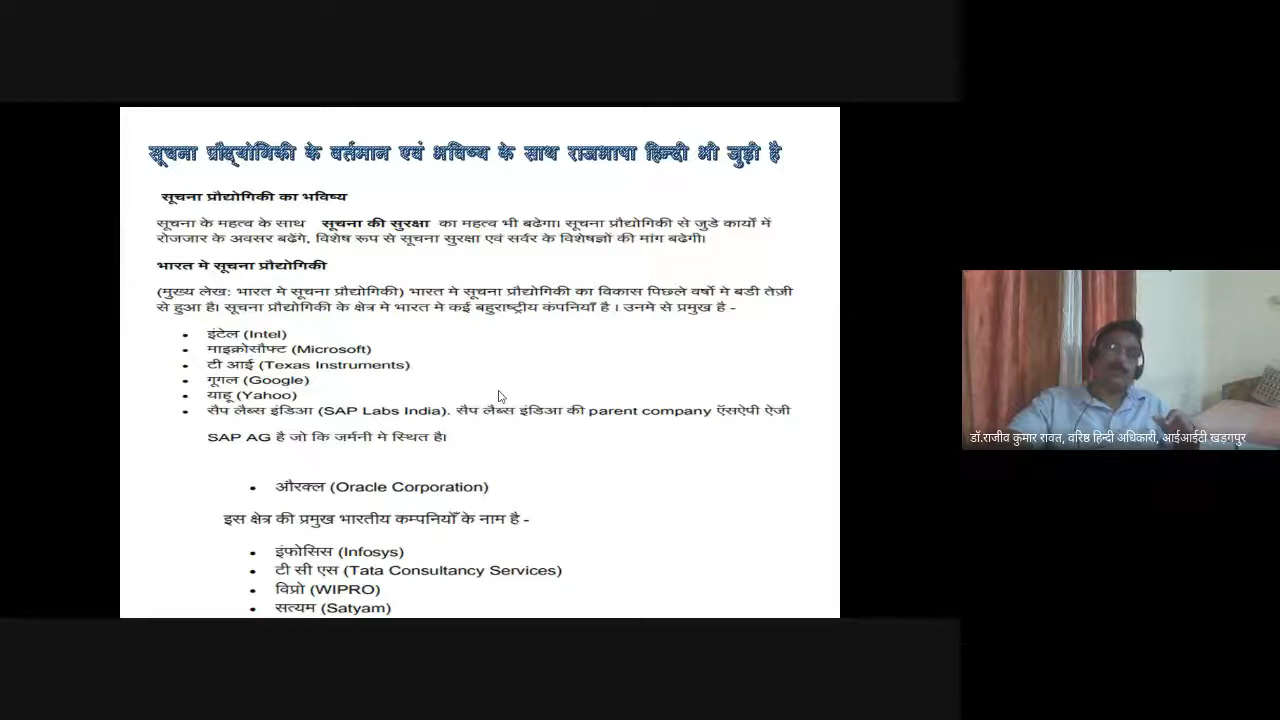 सूचना प्रौद्योगिकी के वर्तमान एवं भविष्य के साथ राजभाषा हिन्दी भी जुड़ी है
सूचना प्रौद्योगिकी का भविष्य
सूचना के महत्व के साथ सूचना की सुरक्षा का महत्व भी बढेगा। सूचना प्रौद्योगिकी से जुडे कार्यों में
रोजजार के अवसर बढेंगे, विशेष रूप से सूचना सुरक्षा एवं सर्वर के विशेषज्ञों की मांग बढेगी।
भारत मे सूचना प्रौद्योगिकी
(मुख्य लेख: भारत मे सूचना प्रौद्योगिकी) भारत मे सूचना प्रौद्योगिकी का विकास पिछले वर्षो मे बडी तेज़ी
से हुआ है। सूचना प्रौद्योगिकी के क्षेत्र मे भारत मे कई बहुराष्ट्रीय कंपनियाँ है । उनमे से प्रमुख है -
• इंटेल (Intel)
• माइक्रोसौफ्ट (Microsoft)
• टी आई (Texas Instruments)
• गूगल (Google)
• याहू (Yahoo)
• सैप लैब्स इंडिआ (SAP Labs India). सैप लैब्स इंडिआ की parent company ऍसऐपी ऐजी
SAP AG है जो कि जर्मनी मे स्थित है।
• औरक्ल (Oracle Corporation)
इस क्षेत्र की प्रमुख भारतीय कम्पनियोँ के नाम है -
• इंफोसिस (Infosys)
• टी सी एस (Tata Consultancy Services)
• विप्रो (WIPRO)
• सत्यम (Satyam)
डॉ.राजीव कुमार रावत, वरिष्ठ हिन्दी अधिकारी, आईआईटी खड़गपुर